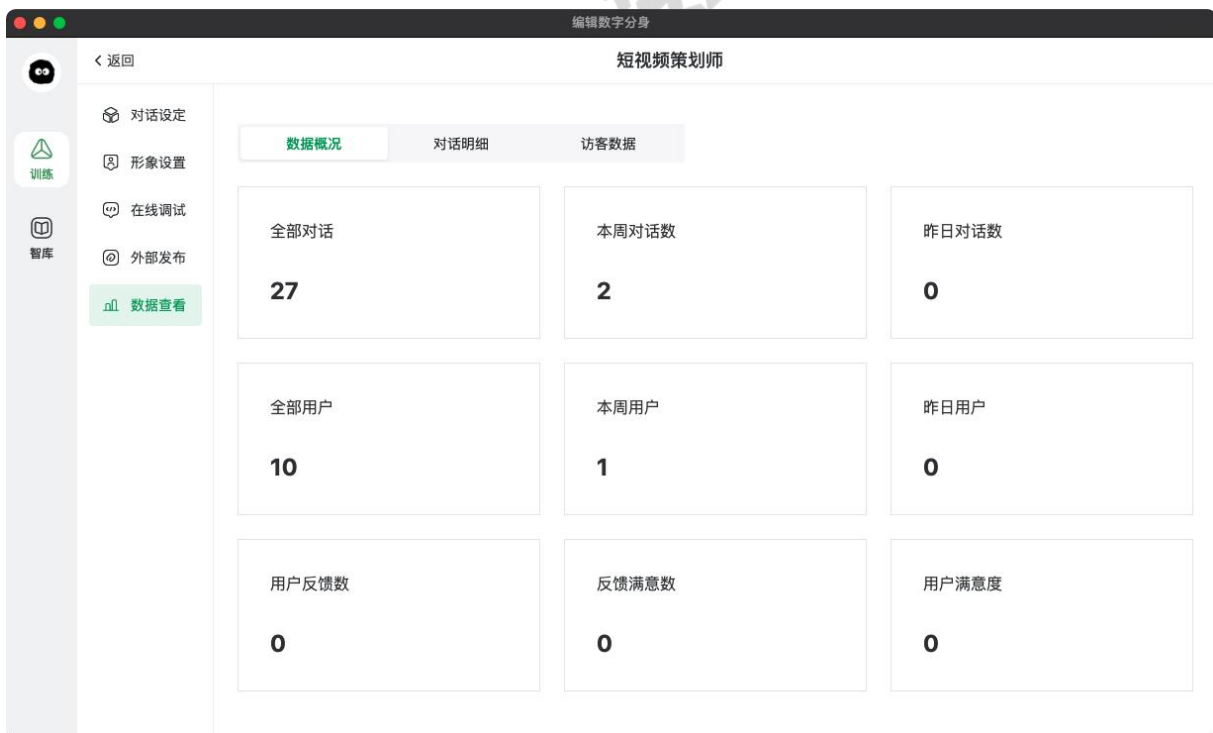 编辑数字分身
返回
短视频策划师
训练
智库
对话设定
形象设置
在线调试
外部发布
数据查看
数据概况 对话明细 访客数据
全部对话 本周对话数 昨日对话数
27 2 0
全部用户 本周用户 昨日用户
10 1 0
用户反馈数 反馈满意数 用户满意度
0 0 0